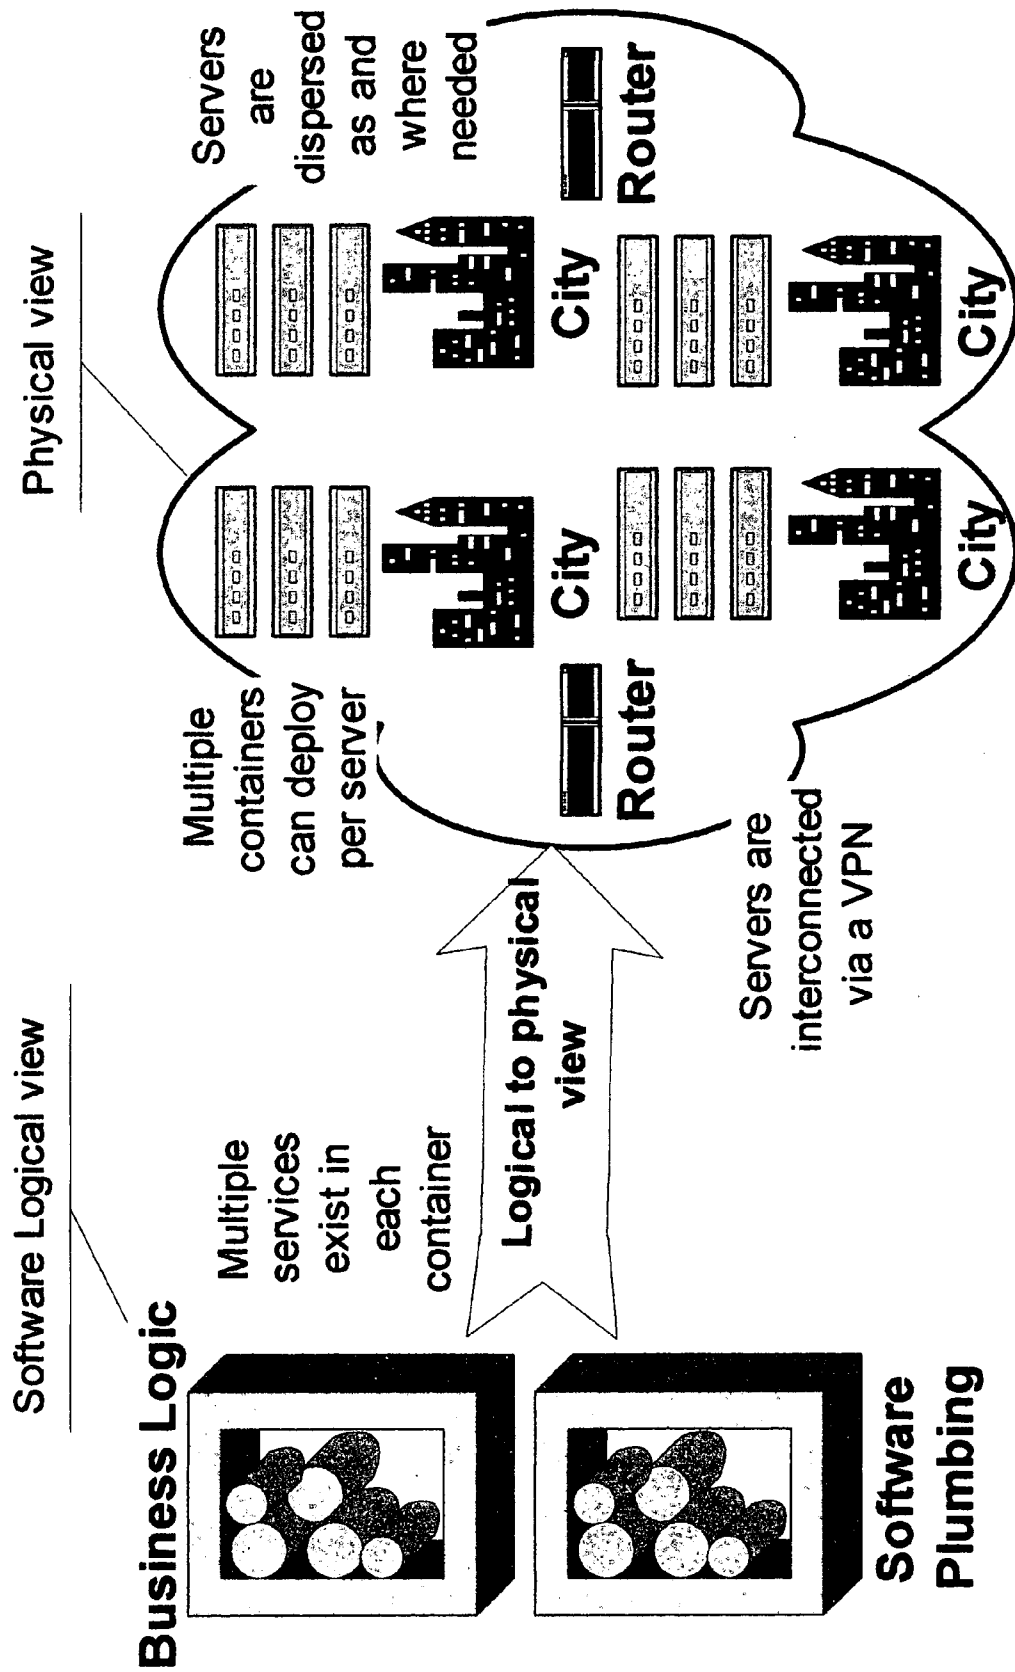 Software Logical view
Physical view
Business Logic
Multiple
services
exist in
each
container
Software
Plumbing
Logical to physical
view
Multiple
containers
can deploy
per server
Servers
are
dispersed
as and
where
needed
City
City
Router
Router
City
City
Servers are
interconnected
via a VPN